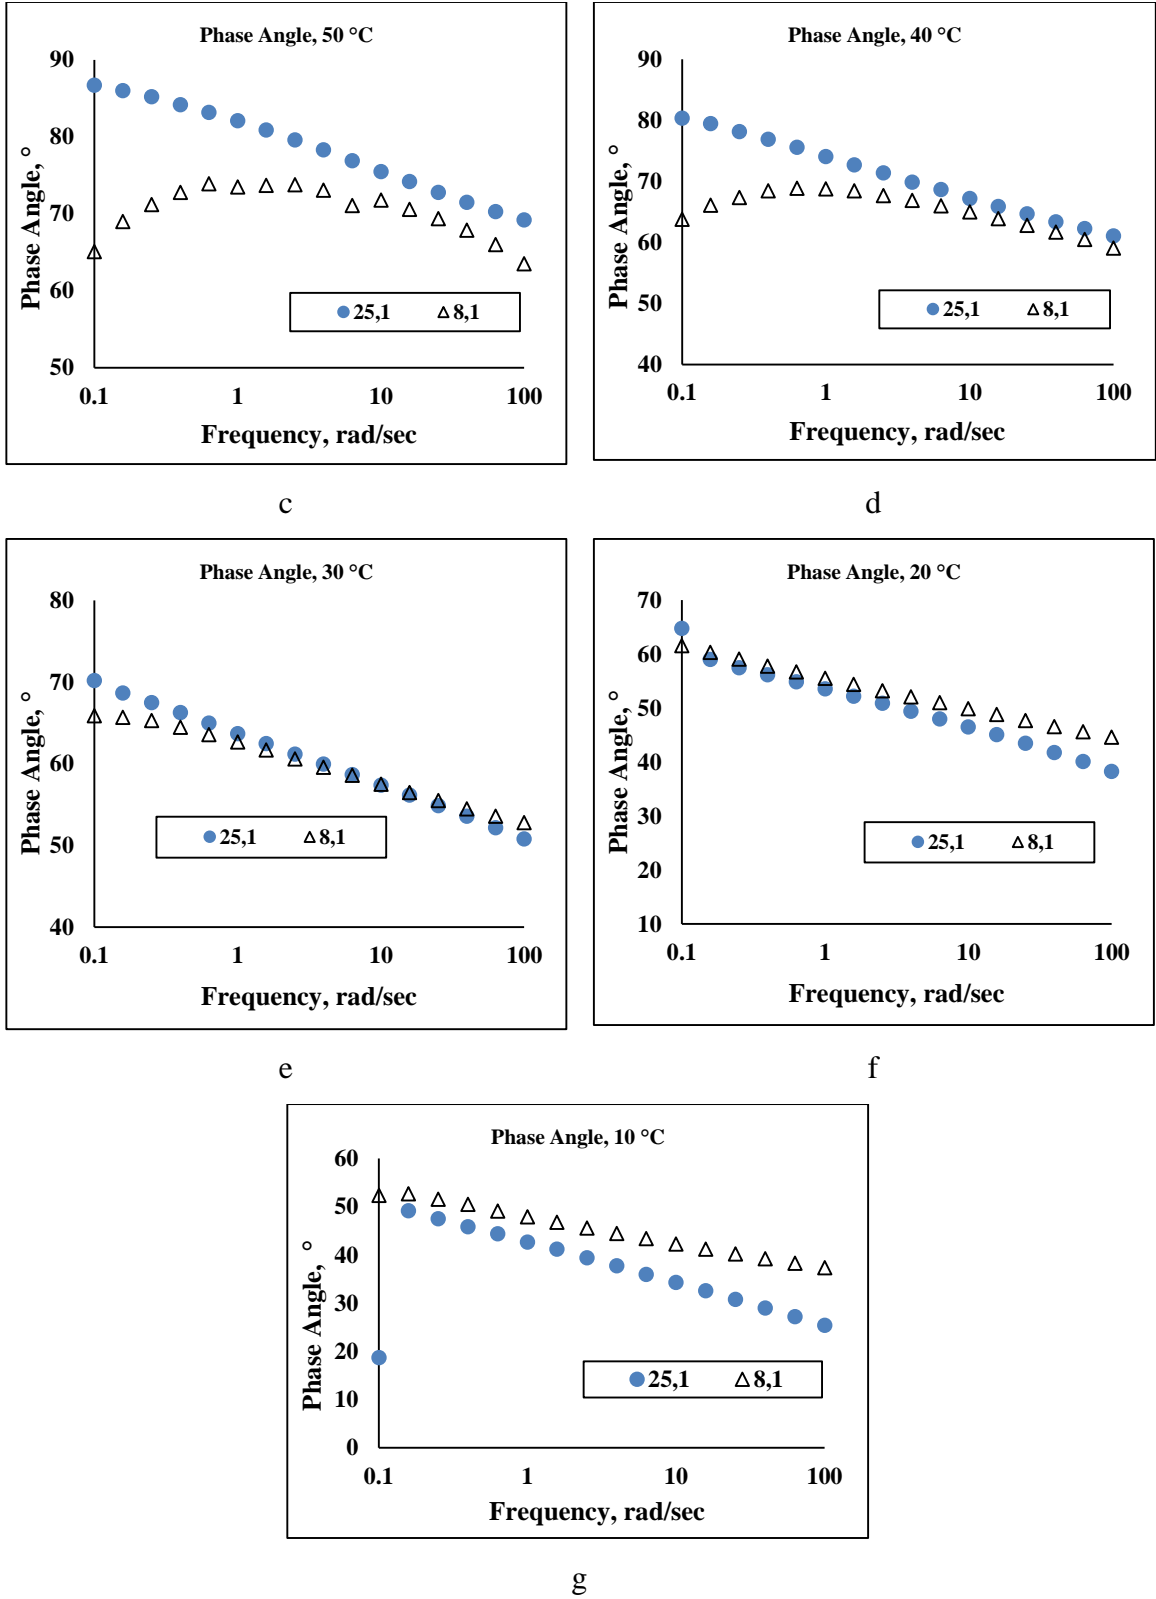 Phase Angle, 50 °C
90
80
70
60
50
Phase Angle, °
25,1 8,1
0.1 1 10 100
Frequency, rad/sec
c
Phase Angle, 40 °C
90
80
70
60
50
40
Phase Angle, °
25,1 8,1
0.1 1 10 100
Frequency, rad/sec
d
Phase Angle, 30 °C
80
70
60
50
40
Phase Angle, °
25,1 8,1
0.1 1 10 100
Frequency, rad/sec
e
Phase Angle, 20 °C
70
60
50
40
30
20
10
Phase Angle, °
25,1 8,1
0.1 1 10 100
Frequency, rad/sec
f
Phase Angle, 10 °C
60
50
40
30
20
10
0
Phase Angle, °
25,1 8,1
0.1 1 10 100
Frequency, rad/sec
g